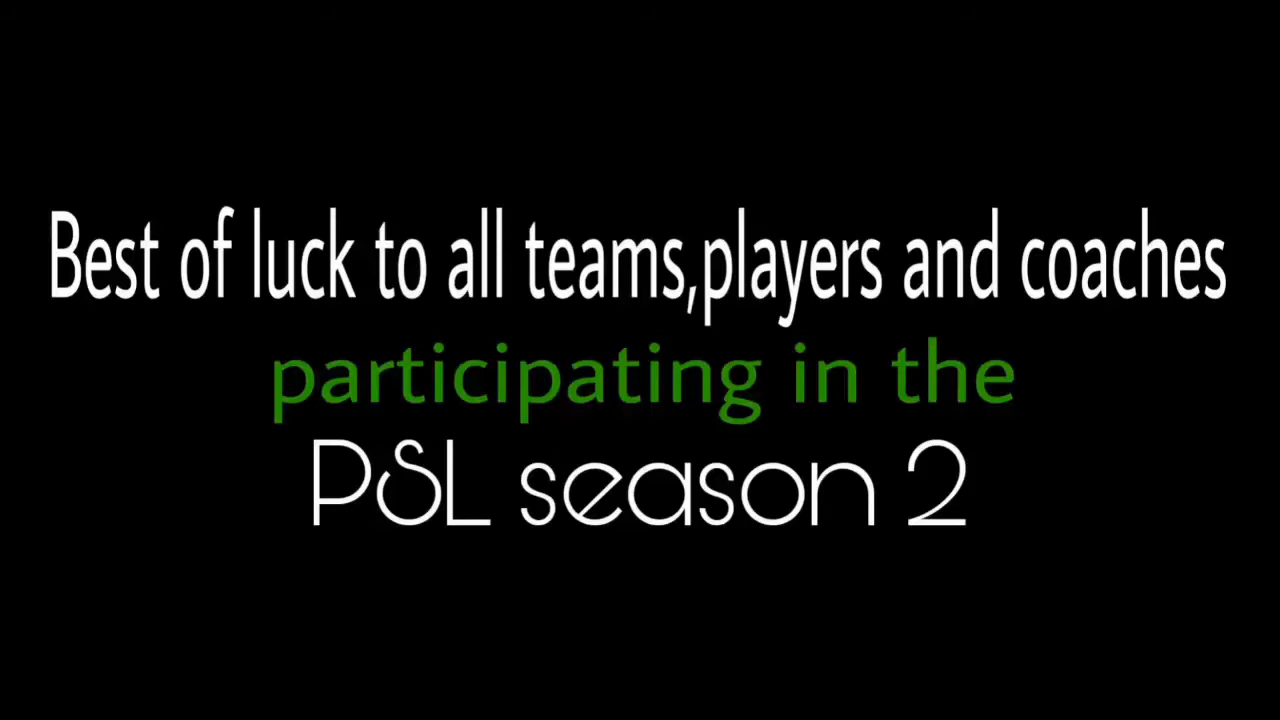 Best of luck to all teams,players and coaches
participating in the
PSL season 2